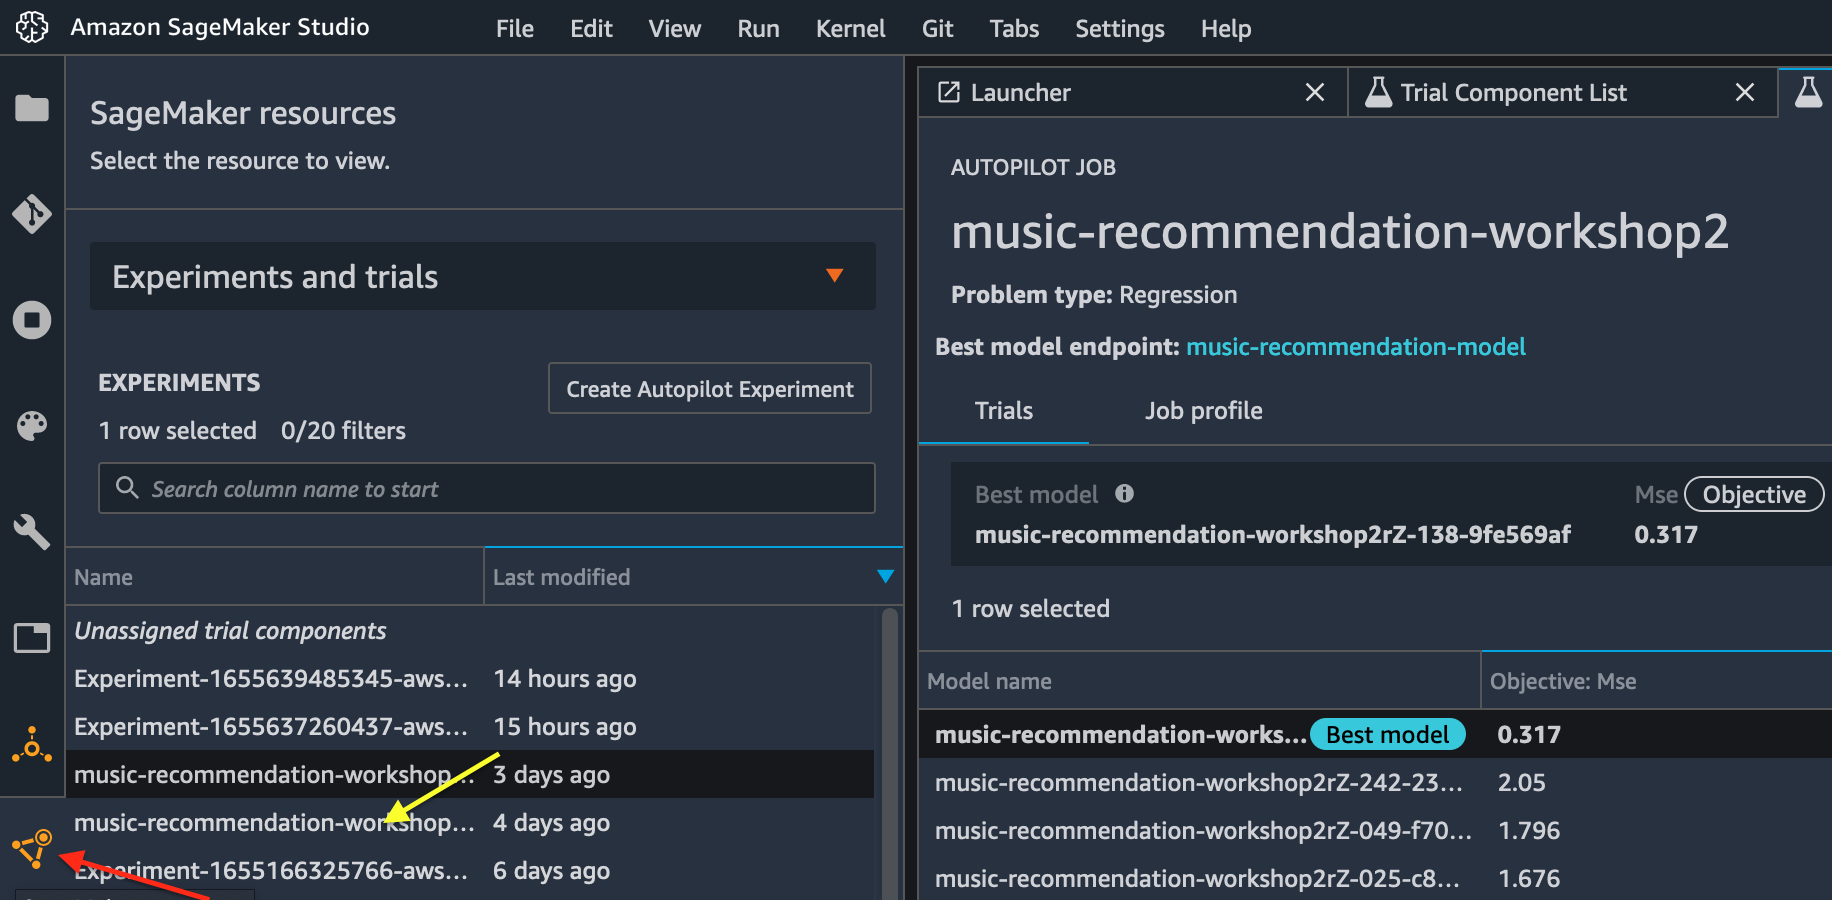 Amazon SageMaker Studio
File Edit View Run Kernel Git Tabs Settings Help
SageMaker resources
Select the resource to view.
Experiments and trials
EXPERIMENTS
Create Autopilot Experiment
1 row selected 0/20 filters
Search column name to start
Name Last modified
Unassigned trial components
Experiment-1655639485345-aws... 14 hours ago
Experiment-1655637260437-aws... 15 hours ago
music-recommendation-workshop... 3 days ago
music-recommendation-workshop... 4 days ago
Experiment-1655166325766-aws... 6 days ago
Launcher
Trial Component List
AUTOPILOT JOB
music-recommendation-workshop2
Problem type: Regression
Best model endpoint: music-recommendation-model
Trials Job profile
Best model Mse Objective
music-recommendation-workshop2rZ-138-9fe569af 0.317
1 row selected
Model name Objective: Mse
music-recommendation-works... Best model 0.317
music-recommendation-workshop2rZ-242-23... 2.05
music-recommendation-workshop2rZ-049-f70... 1.796
music-recommendation-workshop2rZ-025-c8... 1.676